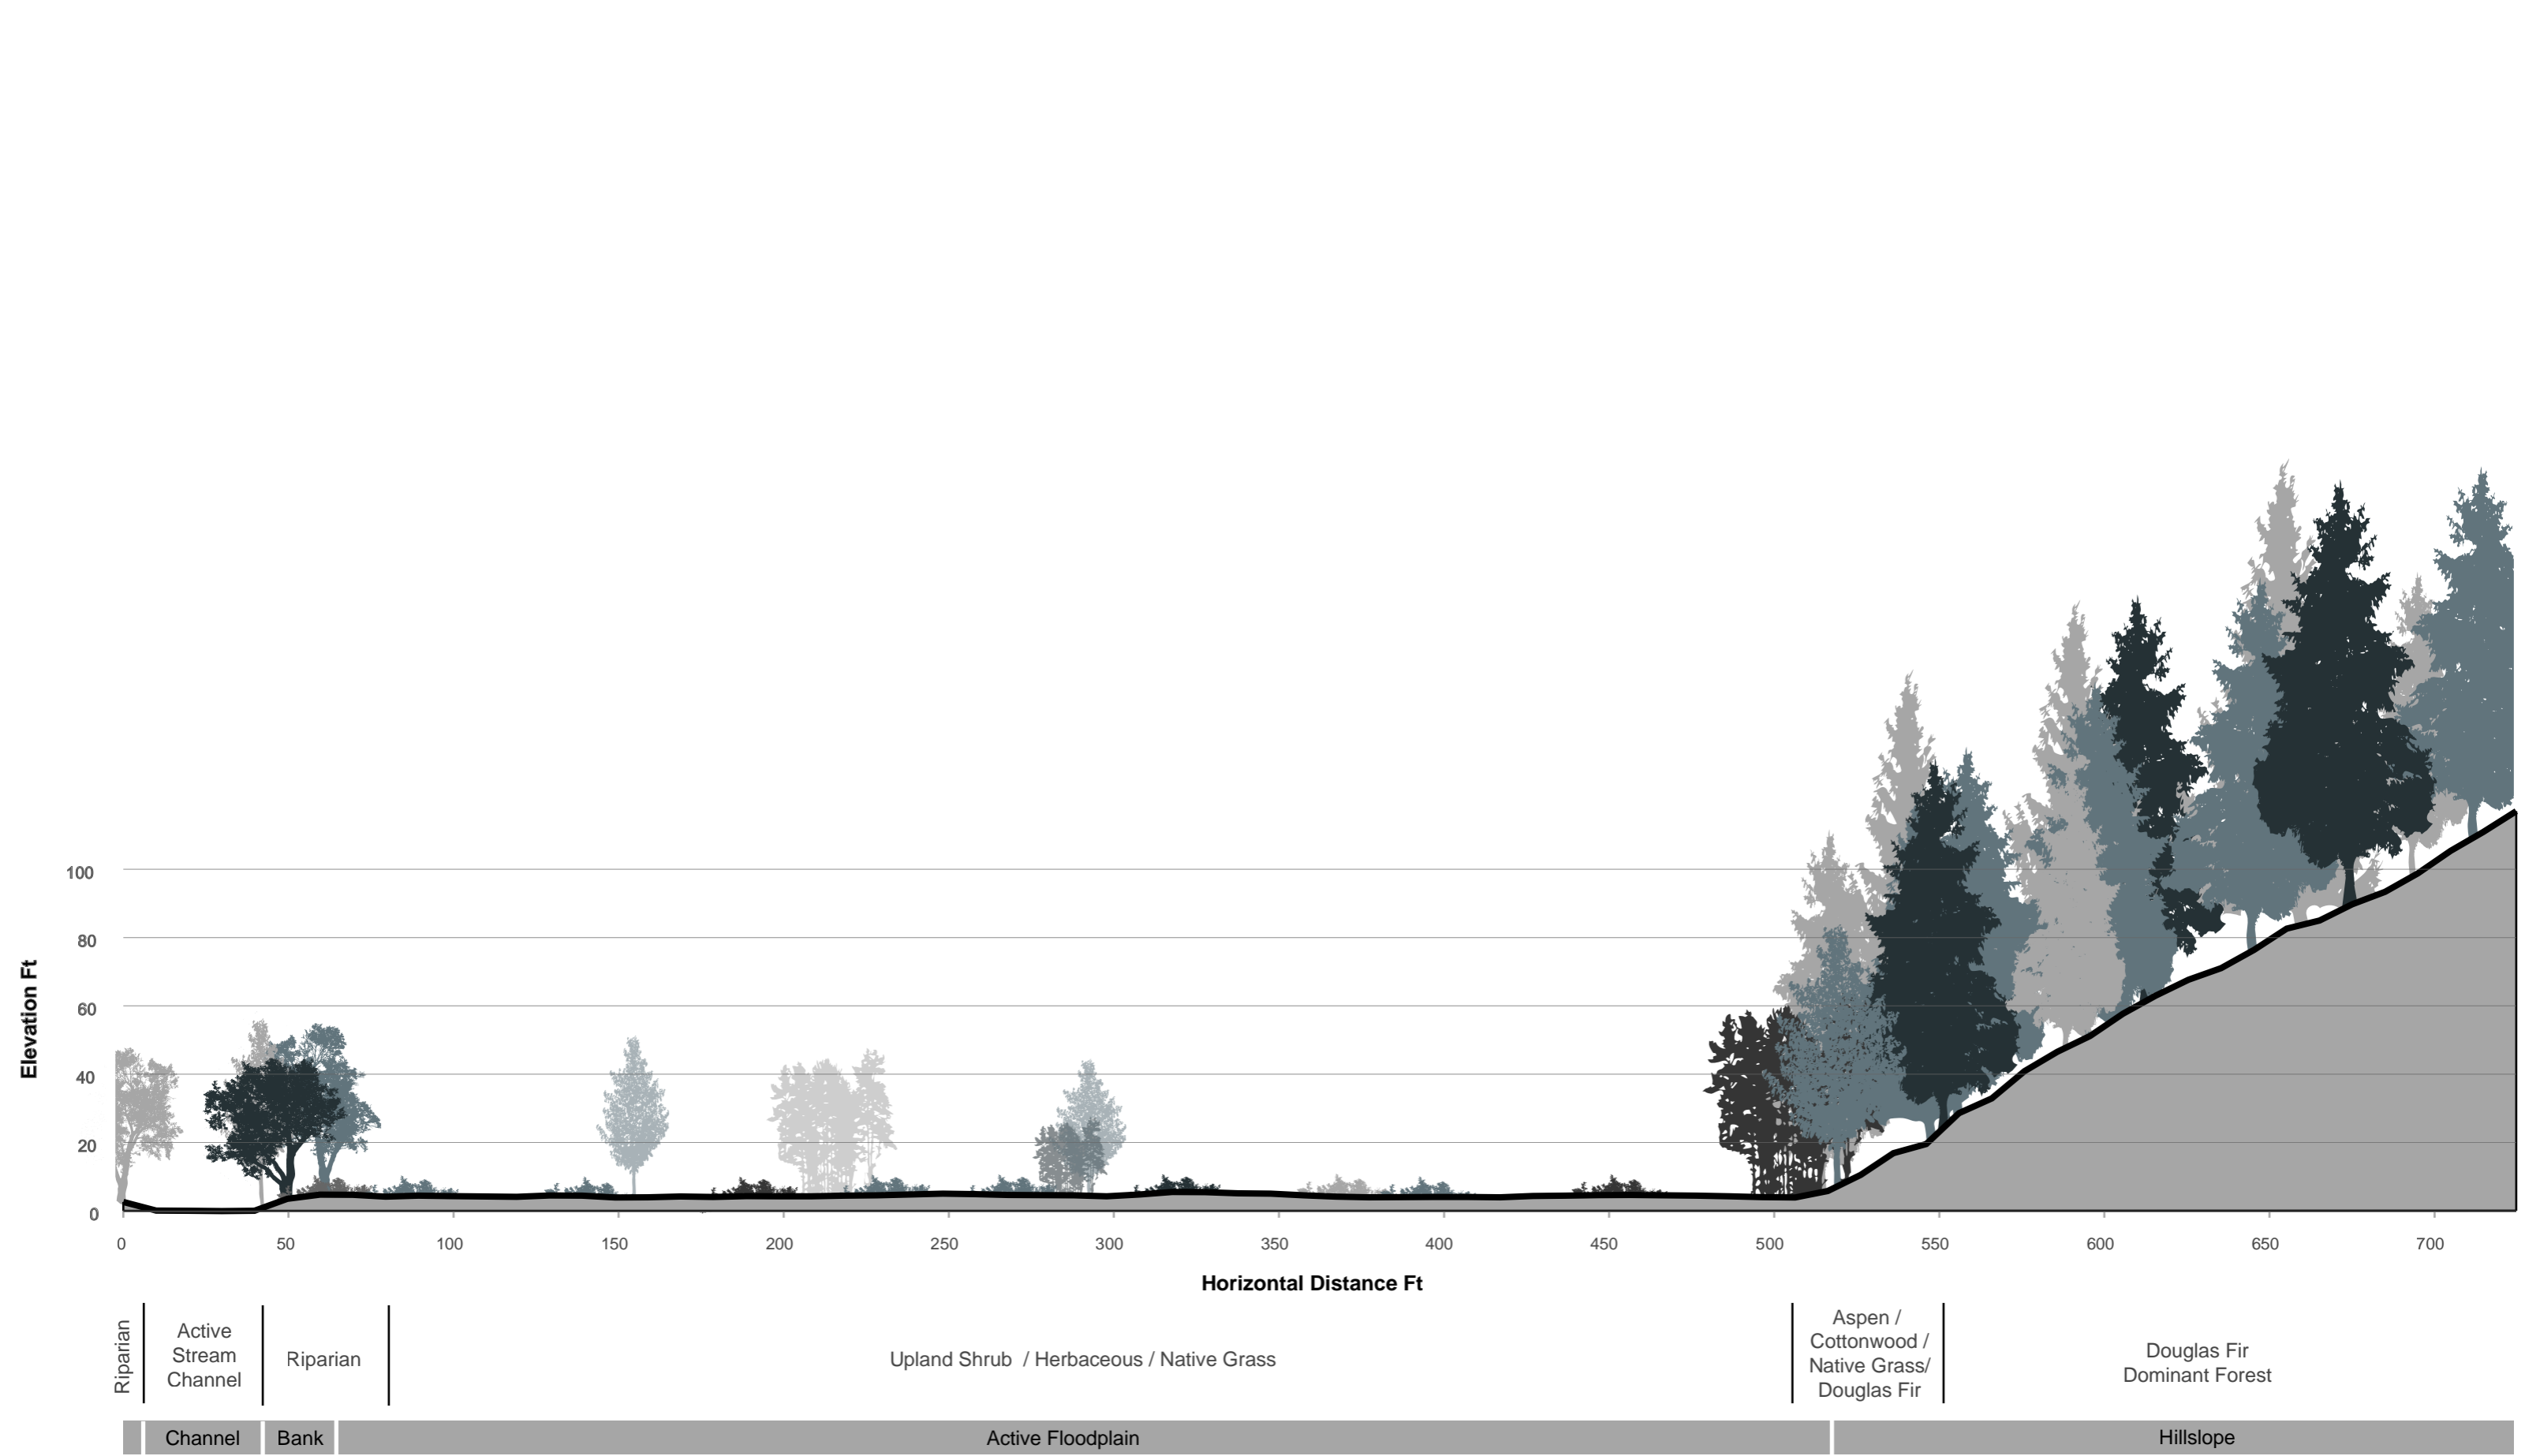 100
80
60
40
20
0
Elevation Ft
0 50 100 150 200 250 300 350 400 450 500 550 600 650 700
Horizontal Distance Ft
Riparian
Active
Stream
Channel
Riparian
Upland Shrub / Herbaceous / Native Grass
Aspen /
Cottonwood /
Native Grass/
Douglas Fir
Douglas Fir
Dominant Forest
Channel Bank Active Floodplain Hillslope